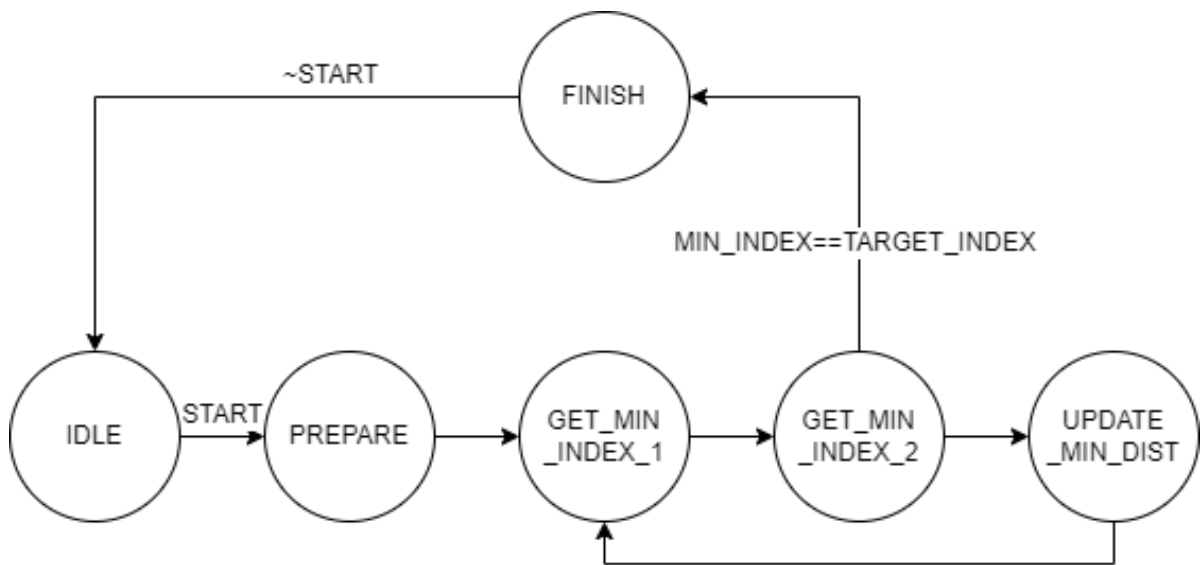 ~START
FINISH
MIN_INDEX==TARGET_INDEX
IDLE
START
PREPARE
GET_MIN
_INDEX_1
GET_MIN
_INDEX_2
UPDATE
_MIN_DIST